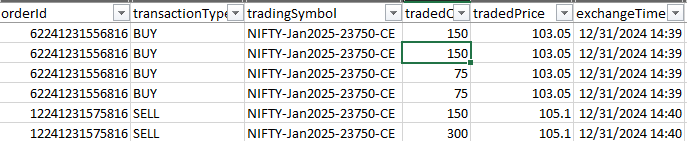 orderId transactionType tradingSymbol tradedC tradedPrice exchangeTime
62241231556816 BUY NIFTY-Jan2025-23750-CE 150 103.05 12/31/2024 14:39
62241231556816 BUY NIFTY-Jan2025-23750-CE 150 103.05 12/31/2024 14:39
62241231556816 BUY NIFTY-Jan2025-23750-CE 75 103.05 12/31/2024 14:39
62241231556816 BUY NIFTY-Jan2025-23750-CE 75 103.05 12/31/2024 14:39
12241231575816 SELL NIFTY-Jan2025-23750-CE 150 105.1 12/31/2024 14:40
12241231575816 SELL NIFTY-Jan2025-23750-CE 300 105.1 12/31/2024 14:40